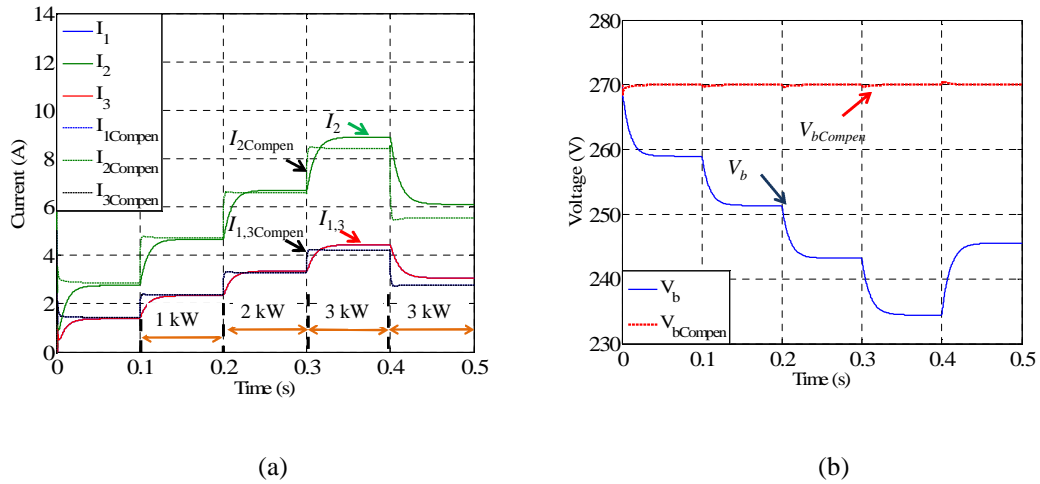 14
12
10
8
6
4
2
0
Current (A)
I1
I2
I3
I1Compen
I2Compen
I3Compen
I2Compen
I2
I1,3Compen
I1,3
1 kW
2 kW
3 kW
3 kW
0
0.1
0.2
0.3
0.4
0.5
Time (s)
(a)
280
270
260
250
240
230
Voltage (V)
VbCompen
Vb
Vb
VbCompen
0
0.1
0.2
0.3
0.4
0.5
Time (s)
(b)